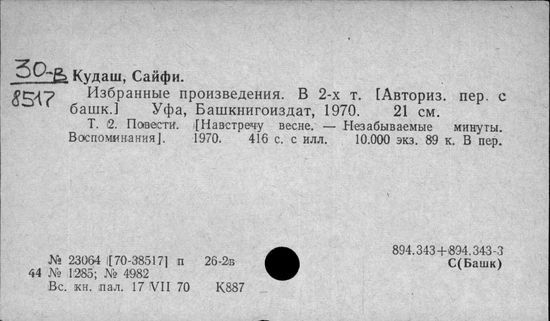 30-в
8517
Кудаш, Сайфи.
Избранные произведения. В 2-х т. [Авториз. пер. с
башк.] Уфа, Башкнигоиздат, 1970. 21 см.
Т. 2. Повести. [Навстречу весне. — Незабываемые минуты.
Воспоминания]. 1970. 416 с. с илл. 10.000 экз. 89 к. В пер.
894.343+894.343-3
С(Башк)
№ 23064 [70-38517] п 26-2в
44 № 1285; № 4982
Вс. кн. пал. 17 VII 70 К887